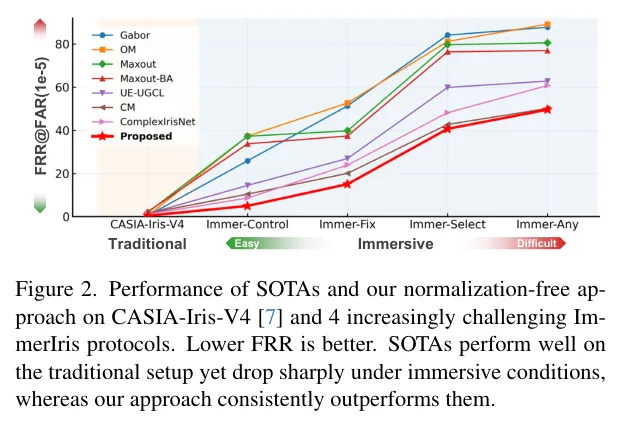 FRR@FAR(1e-5)
80
60
40
20
0
Gabor
OM
Maxout
Maxout-BA
UE-UGCL
CM
ComplexIrisNet
Proposed
CASIA-Iris-V4 Immer-Control Immer-Fix Immer-Select Immer-Any
Traditional Easy Immersive Difficult
Figure 2. Performance of SOTAs and our normalization-free ap-
proach on CASIA-Iris-V4 [7] and 4 increasingly challenging Im-
merIris protocols. Lower FRR is better. SOTAs perform well on
the traditional setup yet drop sharply under immersive conditions,
whereas our approach consistently outperforms them.